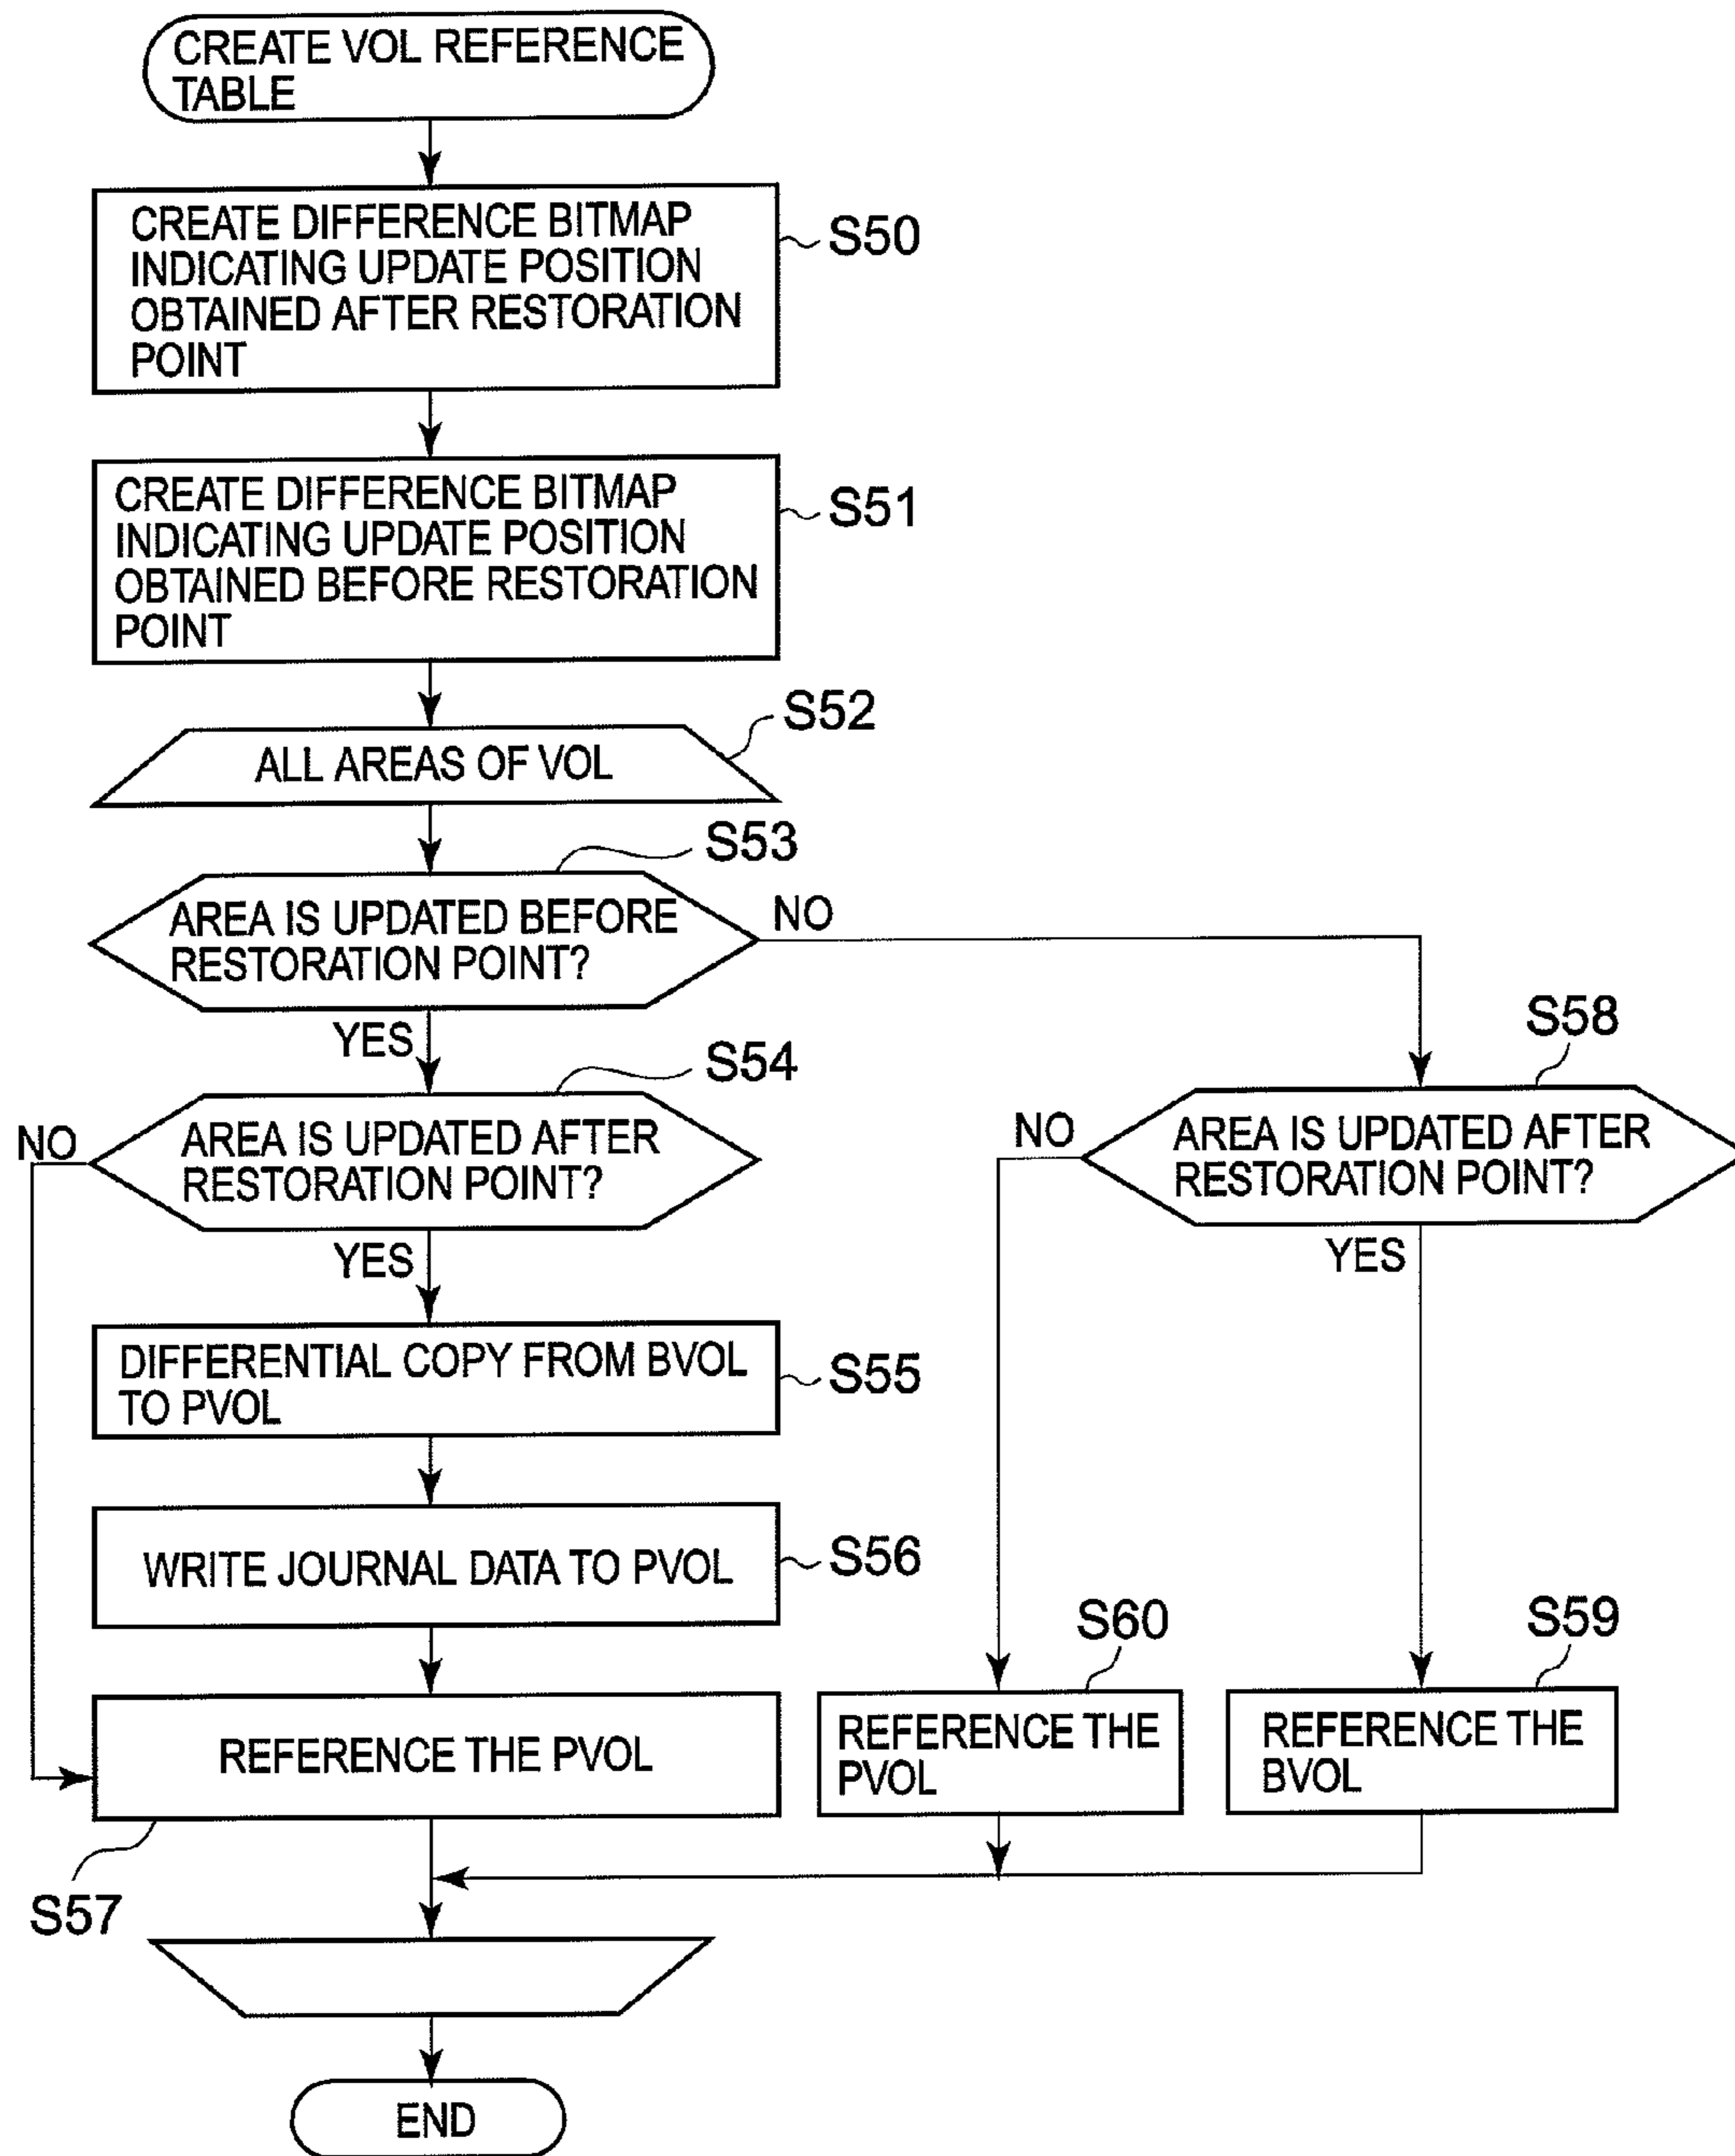 CREATE VOL REFERENCE
TABLE
CREATE DIFFERENCE BITMAP
INDICATING UPDATE POSITION
OBTAINED AFTER RESTORATION
POINT
S50
CREATE DIFFERENCE BITMAP
INDICATING UPDATE POSITION
OBTAINED BEFORE RESTORATION
POINT
S51
S52
ALL AREAS OF VOL
S53
AREA IS UPDATED BEFORE
RESTORATION POINT?
NO
YES
S54
NO
AREA IS UPDATED AFTER
RESTORATION POINT?
YES
S58
NO
AREA IS UPDATED AFTER
RESTORATION POINT?
YES
DIFFERENTIAL COPY FROM BVOL
TO PVOL
S55
WRITE JOURNAL DATA TO PVOL
S56
REFERENCE THE PVOL
S57
S60
REFERENCE THE
PVOL
S59
REFERENCE THE
BVOL
END